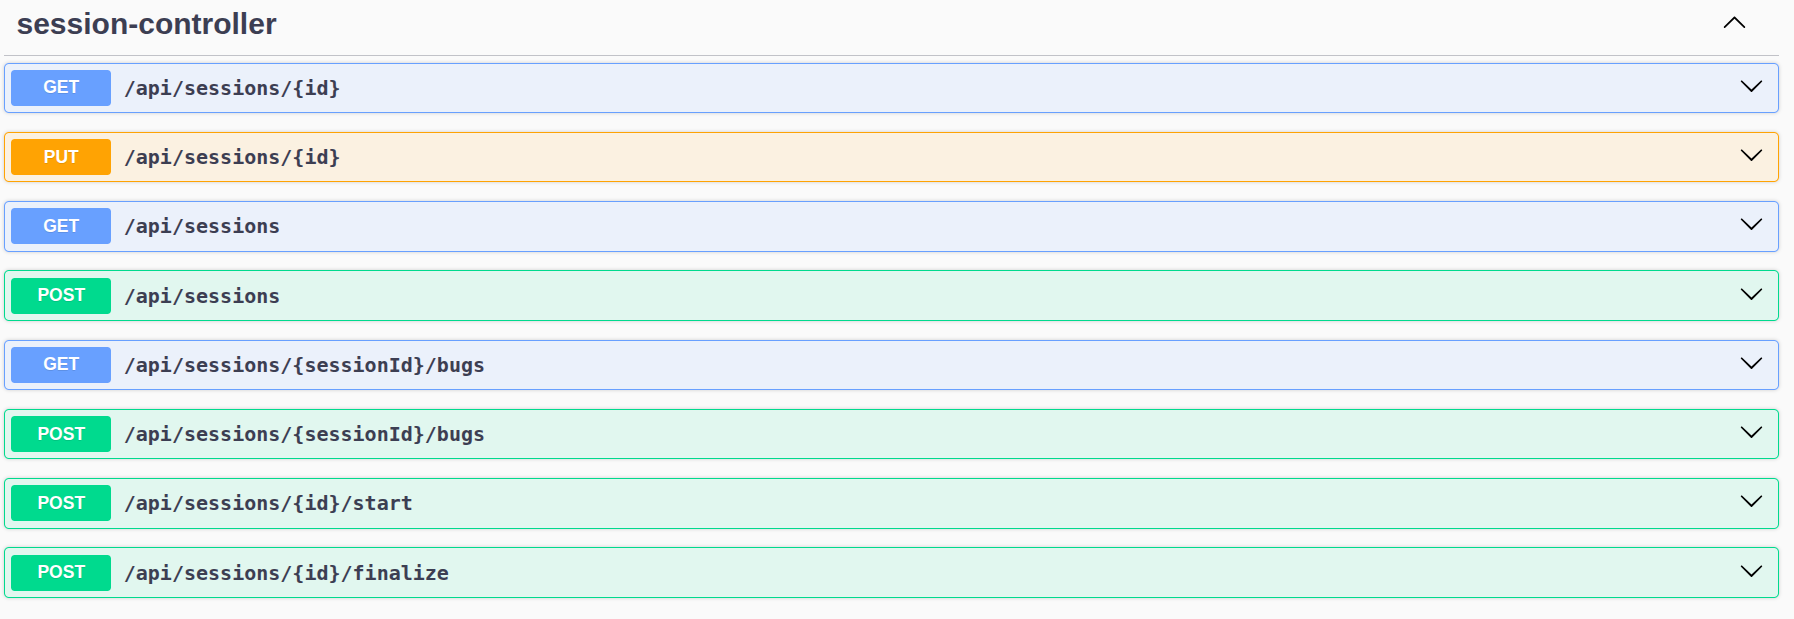 session-controller
GET /api/sessions/{id}
PUT /api/sessions/{id}
GET /api/sessions
POST /api/sessions
GET /api/sessions/{sessionId}/bugs
POST /api/sessions/{sessionId}/bugs
POST /api/sessions/{id}/start
POST /api/sessions/{id}/finalize